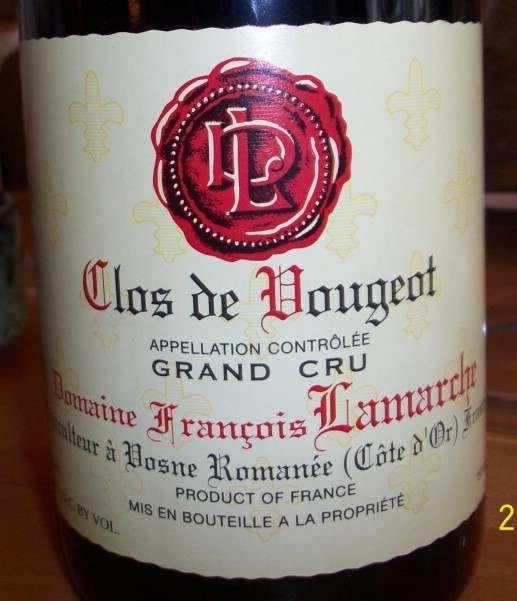 Clos de Vougeot
APPELLATION CONTRÔLÉE
GRAND CRU
Domaine François Lamarche
à Vosne Romanée (Côte d'Or)
PRODUCT OF FRANCE
BY VOL. MIS EN BOUTEILLE A LA PROPRIÉTÉ
2